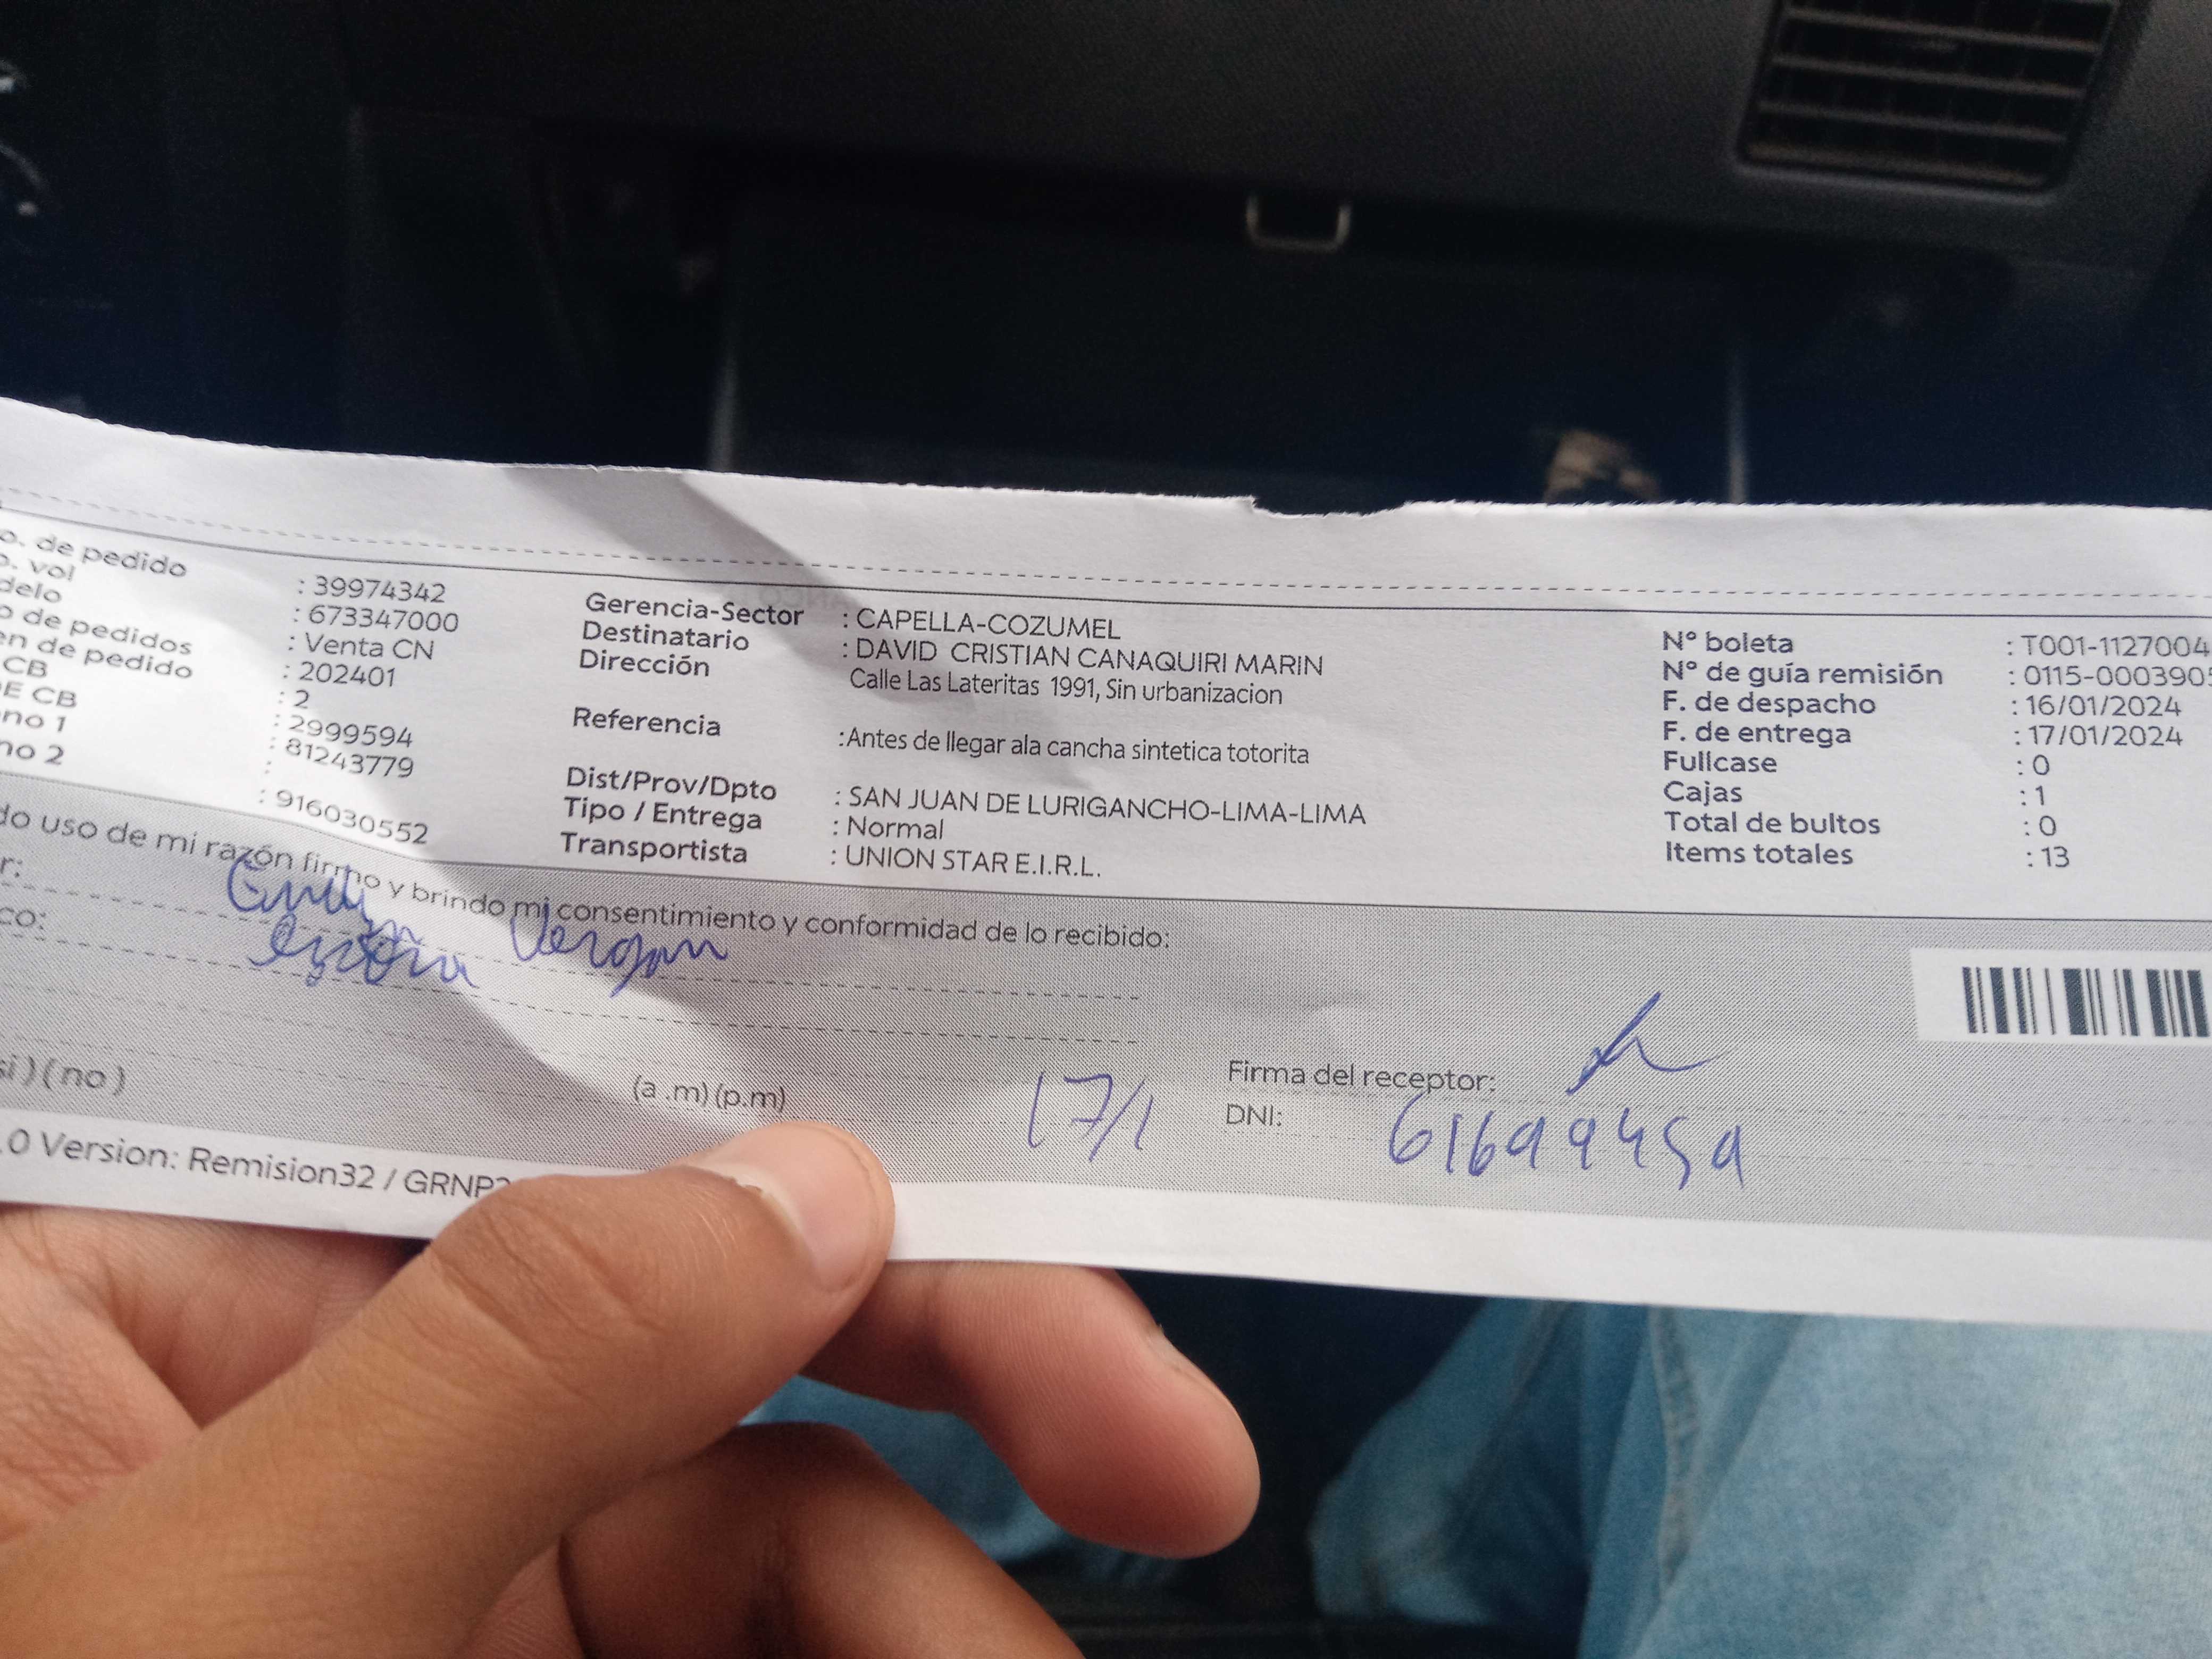 o. de pedido : 39974342
o. vol : 673347000
delo : Venta CN
o de pedidos : 202401
en de pedido : 2
CB : 2999594
E CB : 81243779
no 1 :
no 2 : 916030552
Gerencia-Sector : CAPELLA-COZUMEL
Destinatario : DAVID CRISTIAN CANAQUIRI MARIN
Dirección Calle Las Lateritas 1991, Sin urbanizacion
Referencia :Antes de llegar ala cancha sintetica totorita
Dist/Prov/Dpto : SAN JUAN DE LURIGANCHO-LIMA-LIMA
Tipo / Entrega : Normal
Transportista : UNION STAR E.I.R.L.
N° boleta : T001-1127004
N° de guía remisión : 0115-0003905
F. de despacho : 16/01/2024
F. de entrega : 17/01/2024
Fullcase : 0
Cajas : 1
Total de bultos : 0
Items totales : 13
do uso de mi razón firmo y brindo mi consentimiento y conformidad de lo recibido:
r:
co:
si ) ( no )
(a .m) (p.m)
17/1
Firma del receptor:
DNI: 61699459
.0 Version: Remision32 / GRNP